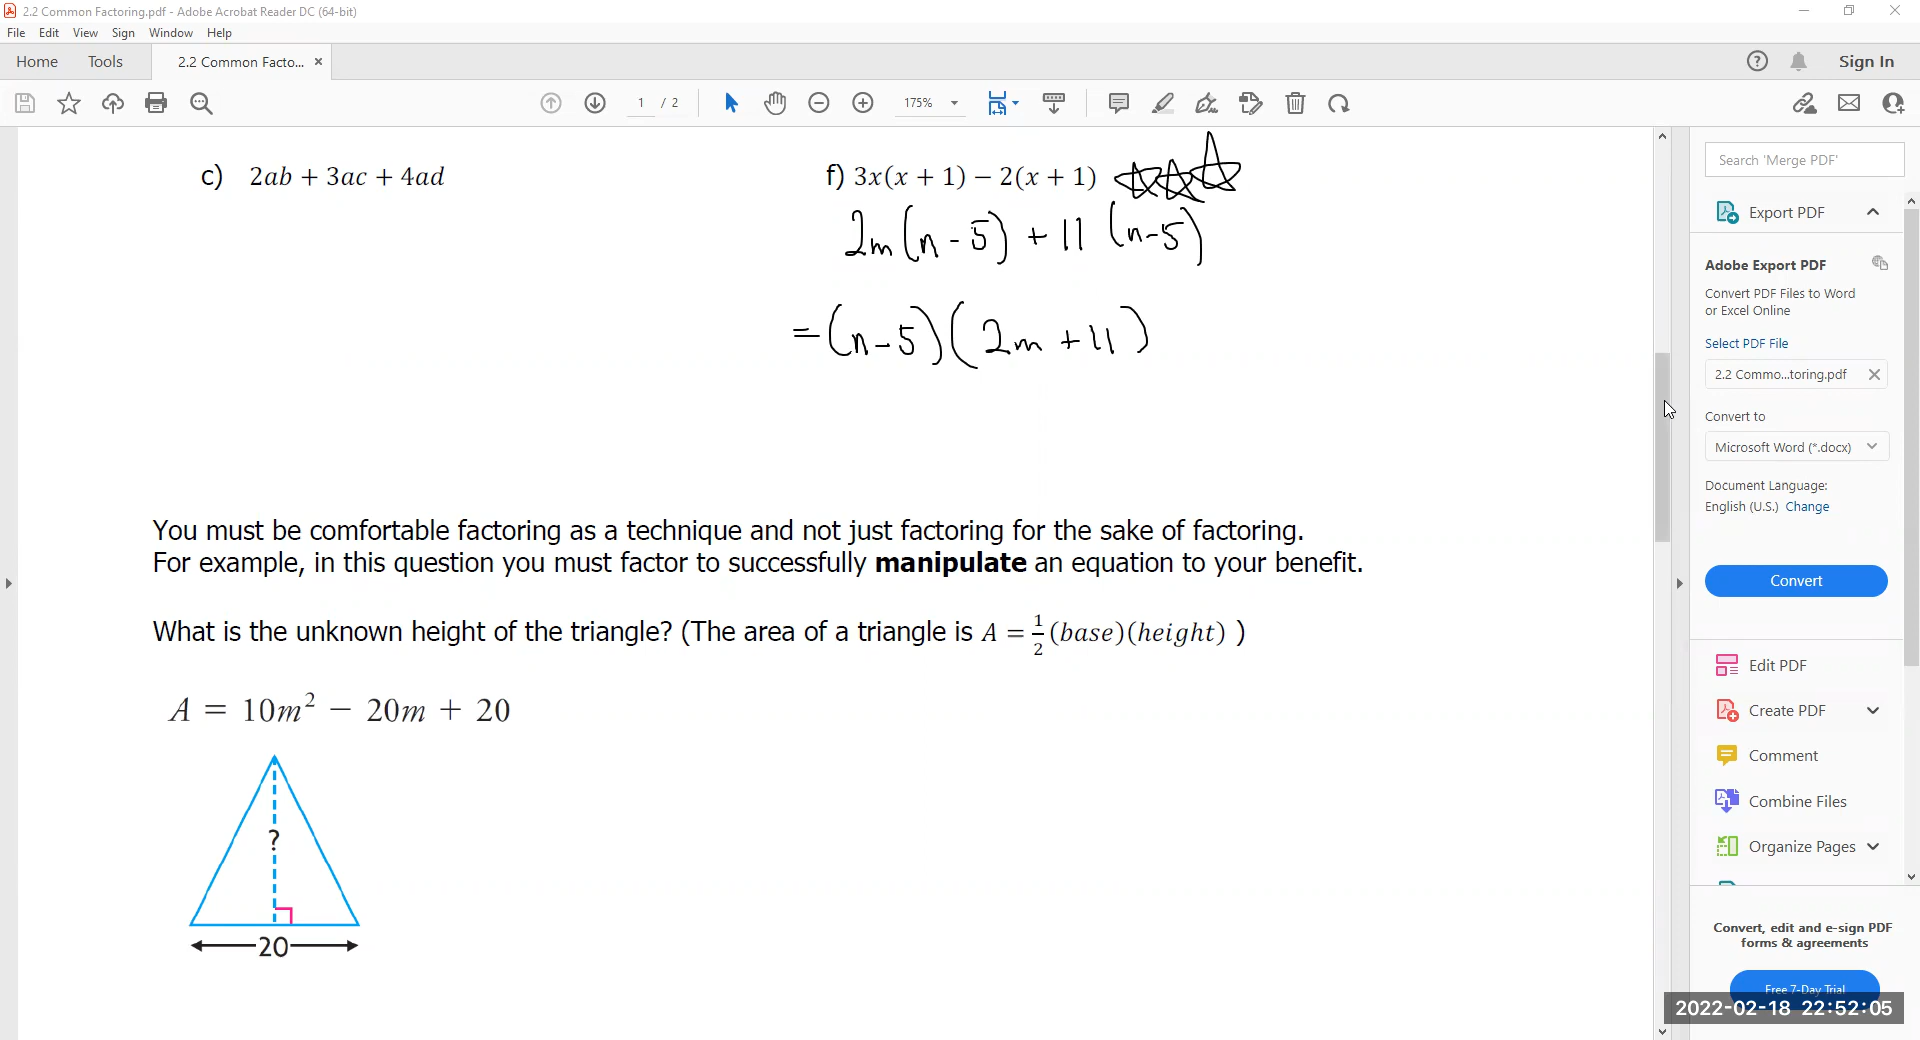 2.2 Common Factoring.pdf - Adobe Acrobat Reader DC (64-bit)
File Edit View Sign Window Help
Home Tools 2.2 Common Facto... × Sign In
1 / 2 175%
c) 2ab + 3ac + 4ad
f) 3x(x + 1) − 2(x + 1)
2m(n-5) + 11(n-5)
=(n-5)(2m+11)
You must be comfortable factoring as a technique and not just factoring for the sake of factoring.
For example, in this question you must factor to successfully manipulate an equation to your benefit.
What is the unknown height of the triangle? (The area of a triangle is A = ½(base)(height) )
A = 10m² − 20m + 20
?
20
Search 'Merge PDF'
Export PDF
Adobe Export PDF
Convert PDF Files to Word
or Excel Online
Select PDF File
2.2 Commo...toring.pdf
Convert to
Microsoft Word (*.docx)
Document Language:
English (U.S.) Change
Convert
Edit PDF
Create PDF
Comment
Combine Files
Organize Pages
Convert, edit and e-sign PDF
forms & agreements
Free 7-Day Trial
2022-02-18 22:52:05